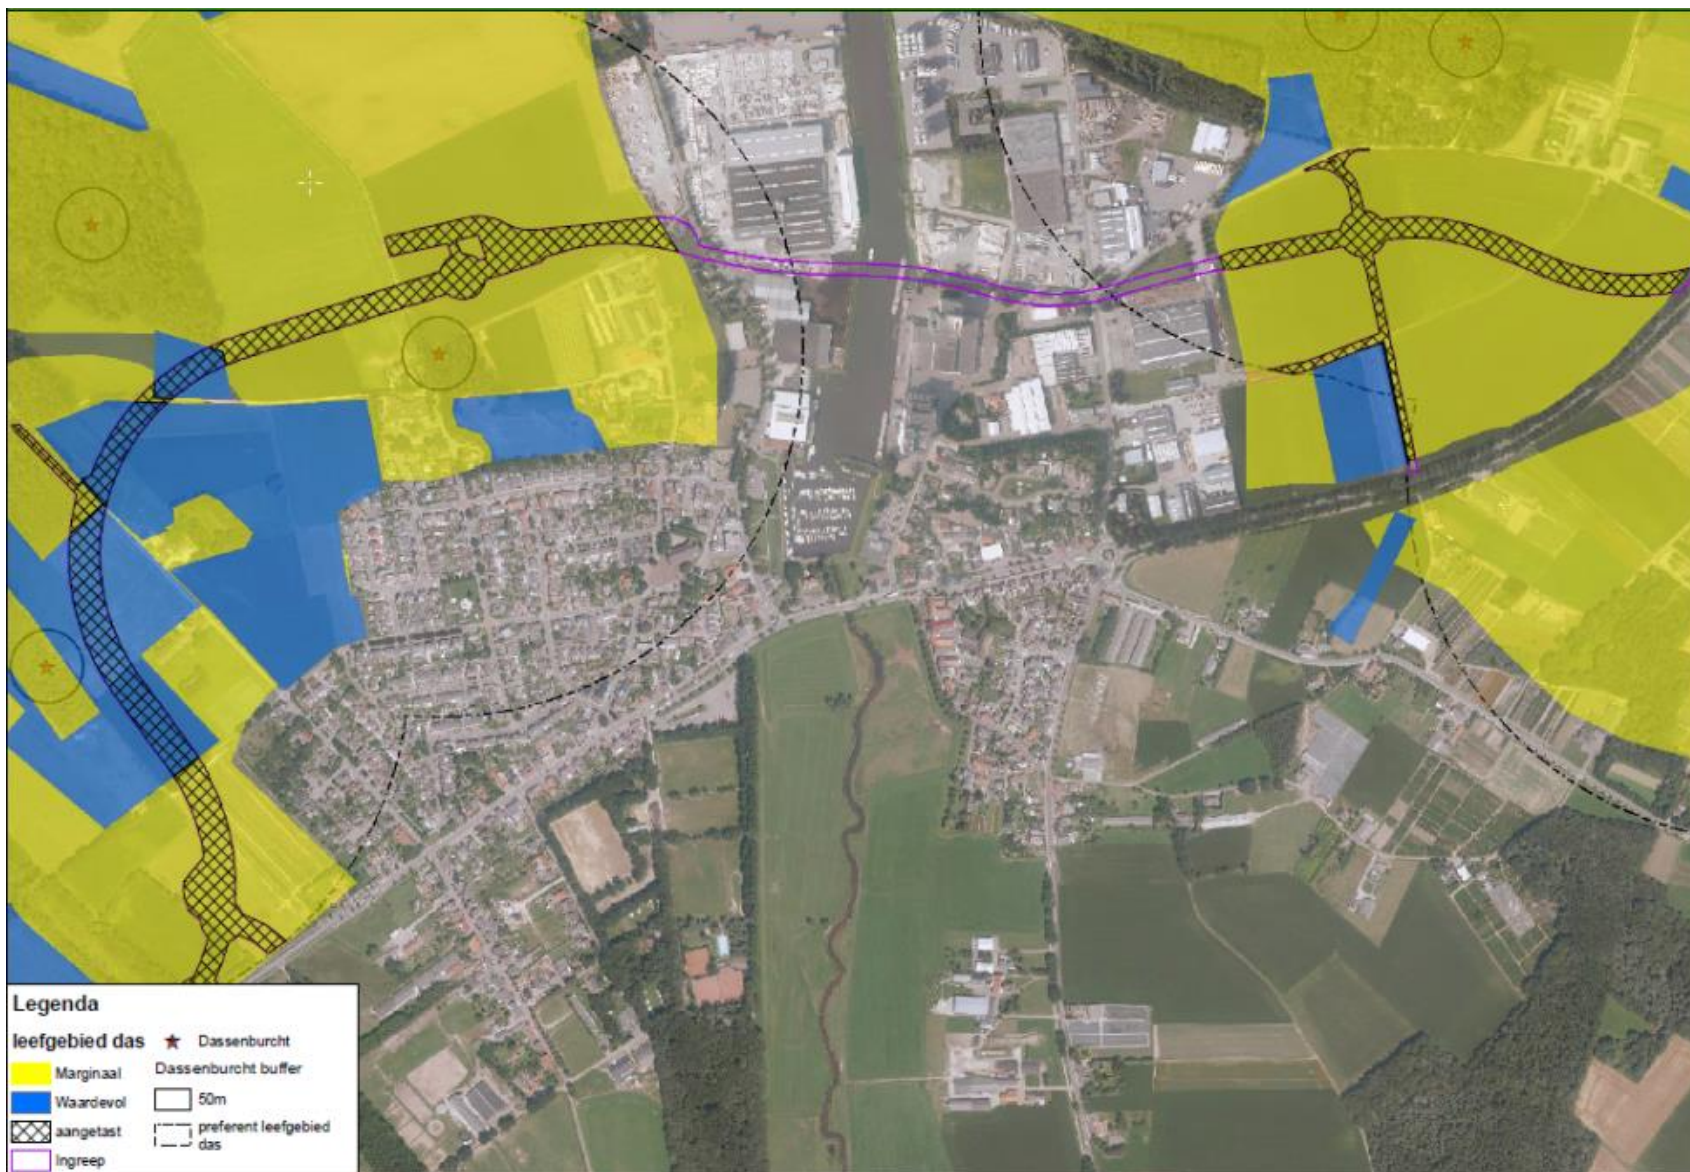 Legenda
leefgebied das
Marginaal
Waardevol
aangetast
Ingreep
Dassenburcht
Dassenburcht buffer
50m
preferent leefgebied
das